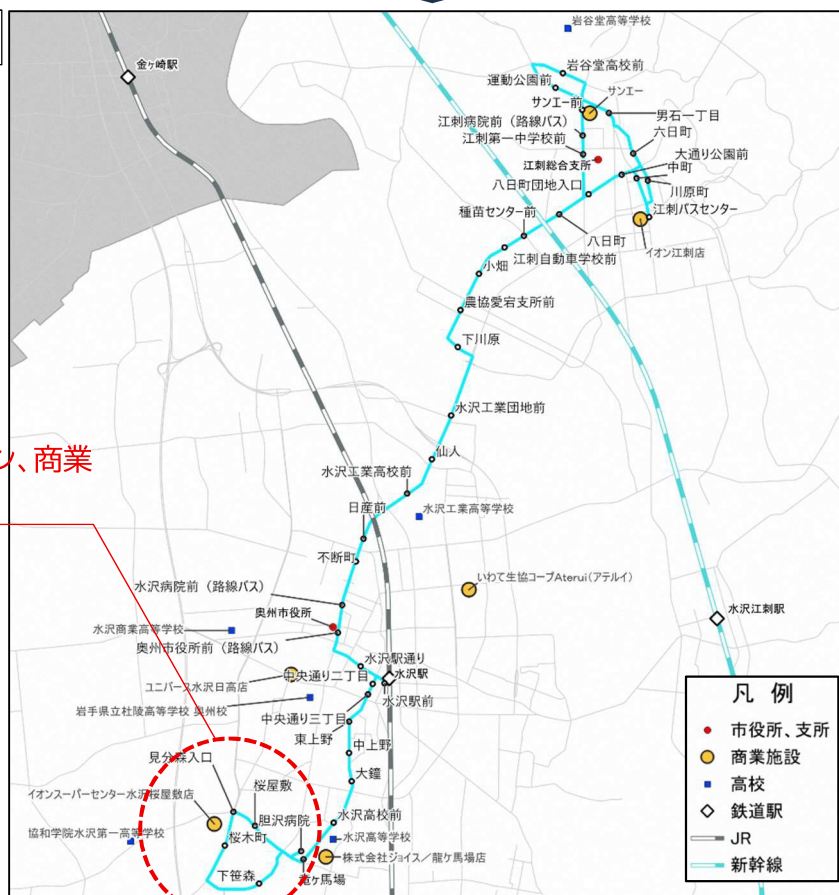 岩谷堂高等学校
金ヶ崎駅
岩谷堂高校前
運動公園前
サンエー
サンエー前
男石一丁目
江刺病院前（路線バス）
六日町
江刺第一中学校前
大通り公園前
江刺総合支所
中町
八日町団地入口
川原町
種苗センター前
江刺バスセンター
八日町
イオン江刺店
江刺自動車学校前
小畑
農協愛宕支所前
下川原
水沢工業団地前
ン、商業
仙人
水沢工業高校前
日産前
水沢工業高等学校
不断町
いわて生協コープAterui（アテルイ）
水沢病院前（路線バス）
奥州市役所
水沢江刺駅
水沢商業高等学校
奥州市役所前（路線バス）
水沢駅通り
中央通り二丁目
水沢駅
ユニバース水沢日高店
水沢駅前
岩手県立杜陵高等学校 奥州校
中央通り三丁目
東上野
中上野
見分森入口
大鐘
イオンスーパーセンター水沢桜屋敷店
桜屋敷
胆沢病院
水沢高校前
協和学院水沢第一高等学校
桜木町
水沢高等学校
株式会社ジョイス／龍ケ馬場店
下笹森
竜ヶ馬場
凡 例
市役所、支所
商業施設
高校
鉄道駅
JR
新幹線